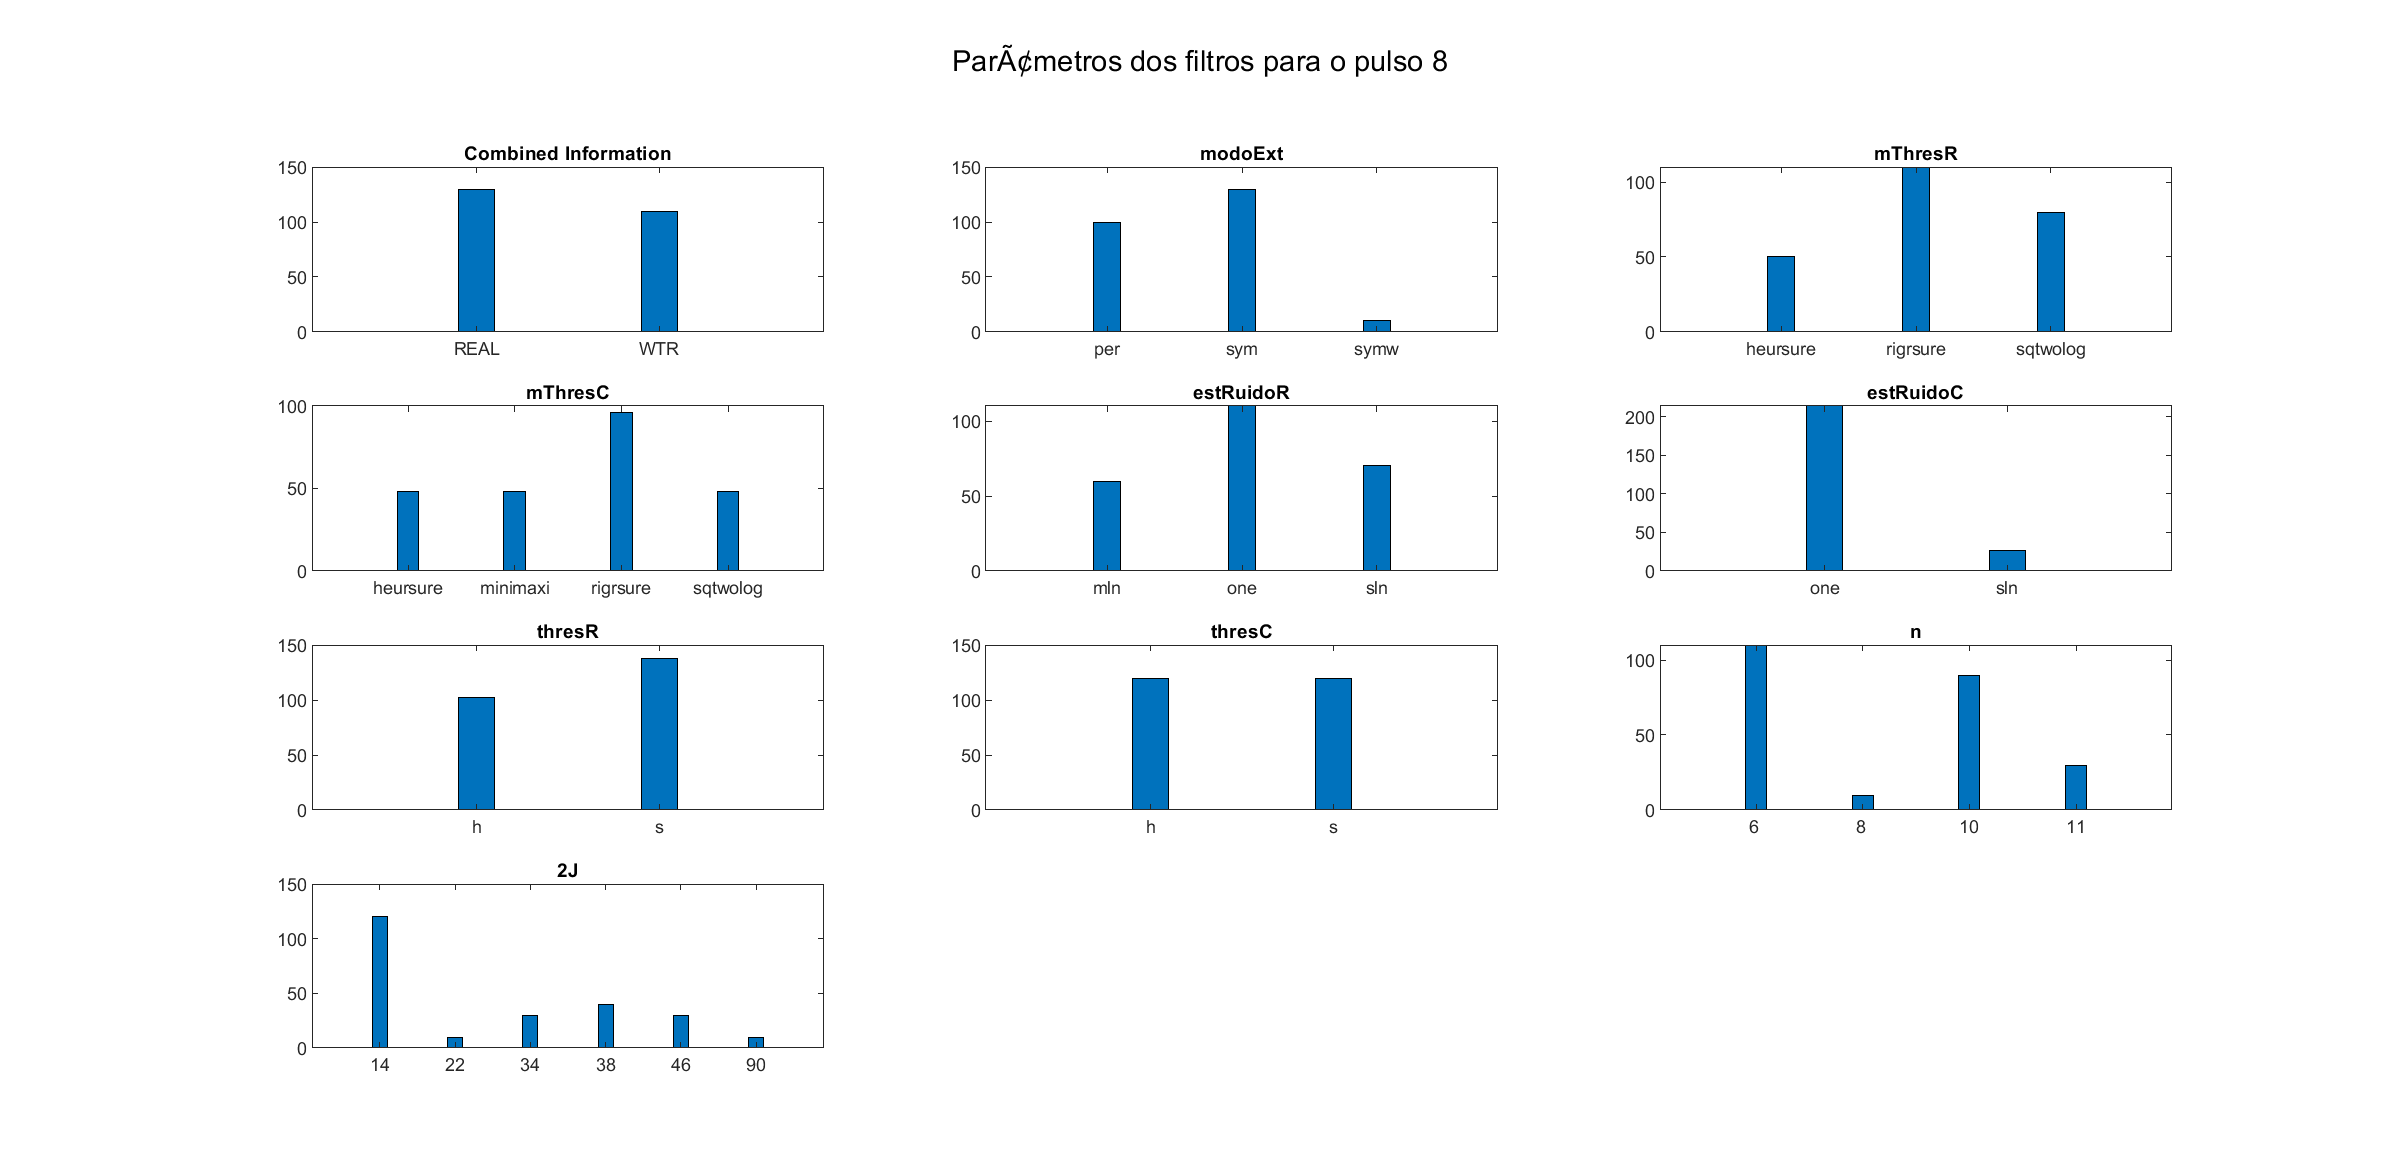 ParÃ¢metros dos filtros para o pulso 8
Combined Information
150
100
50
0
REAL WTR
modoExt
150
100
50
0
per sym symw
mThresR
100
50
0
heursure rigrsure sqtwolog
mThresC
100
50
0
heursure minimaxi rigrsure sqtwolog
estRuidoR
100
50
0
mln one sln
estRuidoC
200
150
100
50
0
one sln
thresR
150
100
50
0
h s
thresC
150
100
50
0
h s
n
100
50
0
6 8 10 11
2J
150
100
50
0
14 22 34 38 46 90